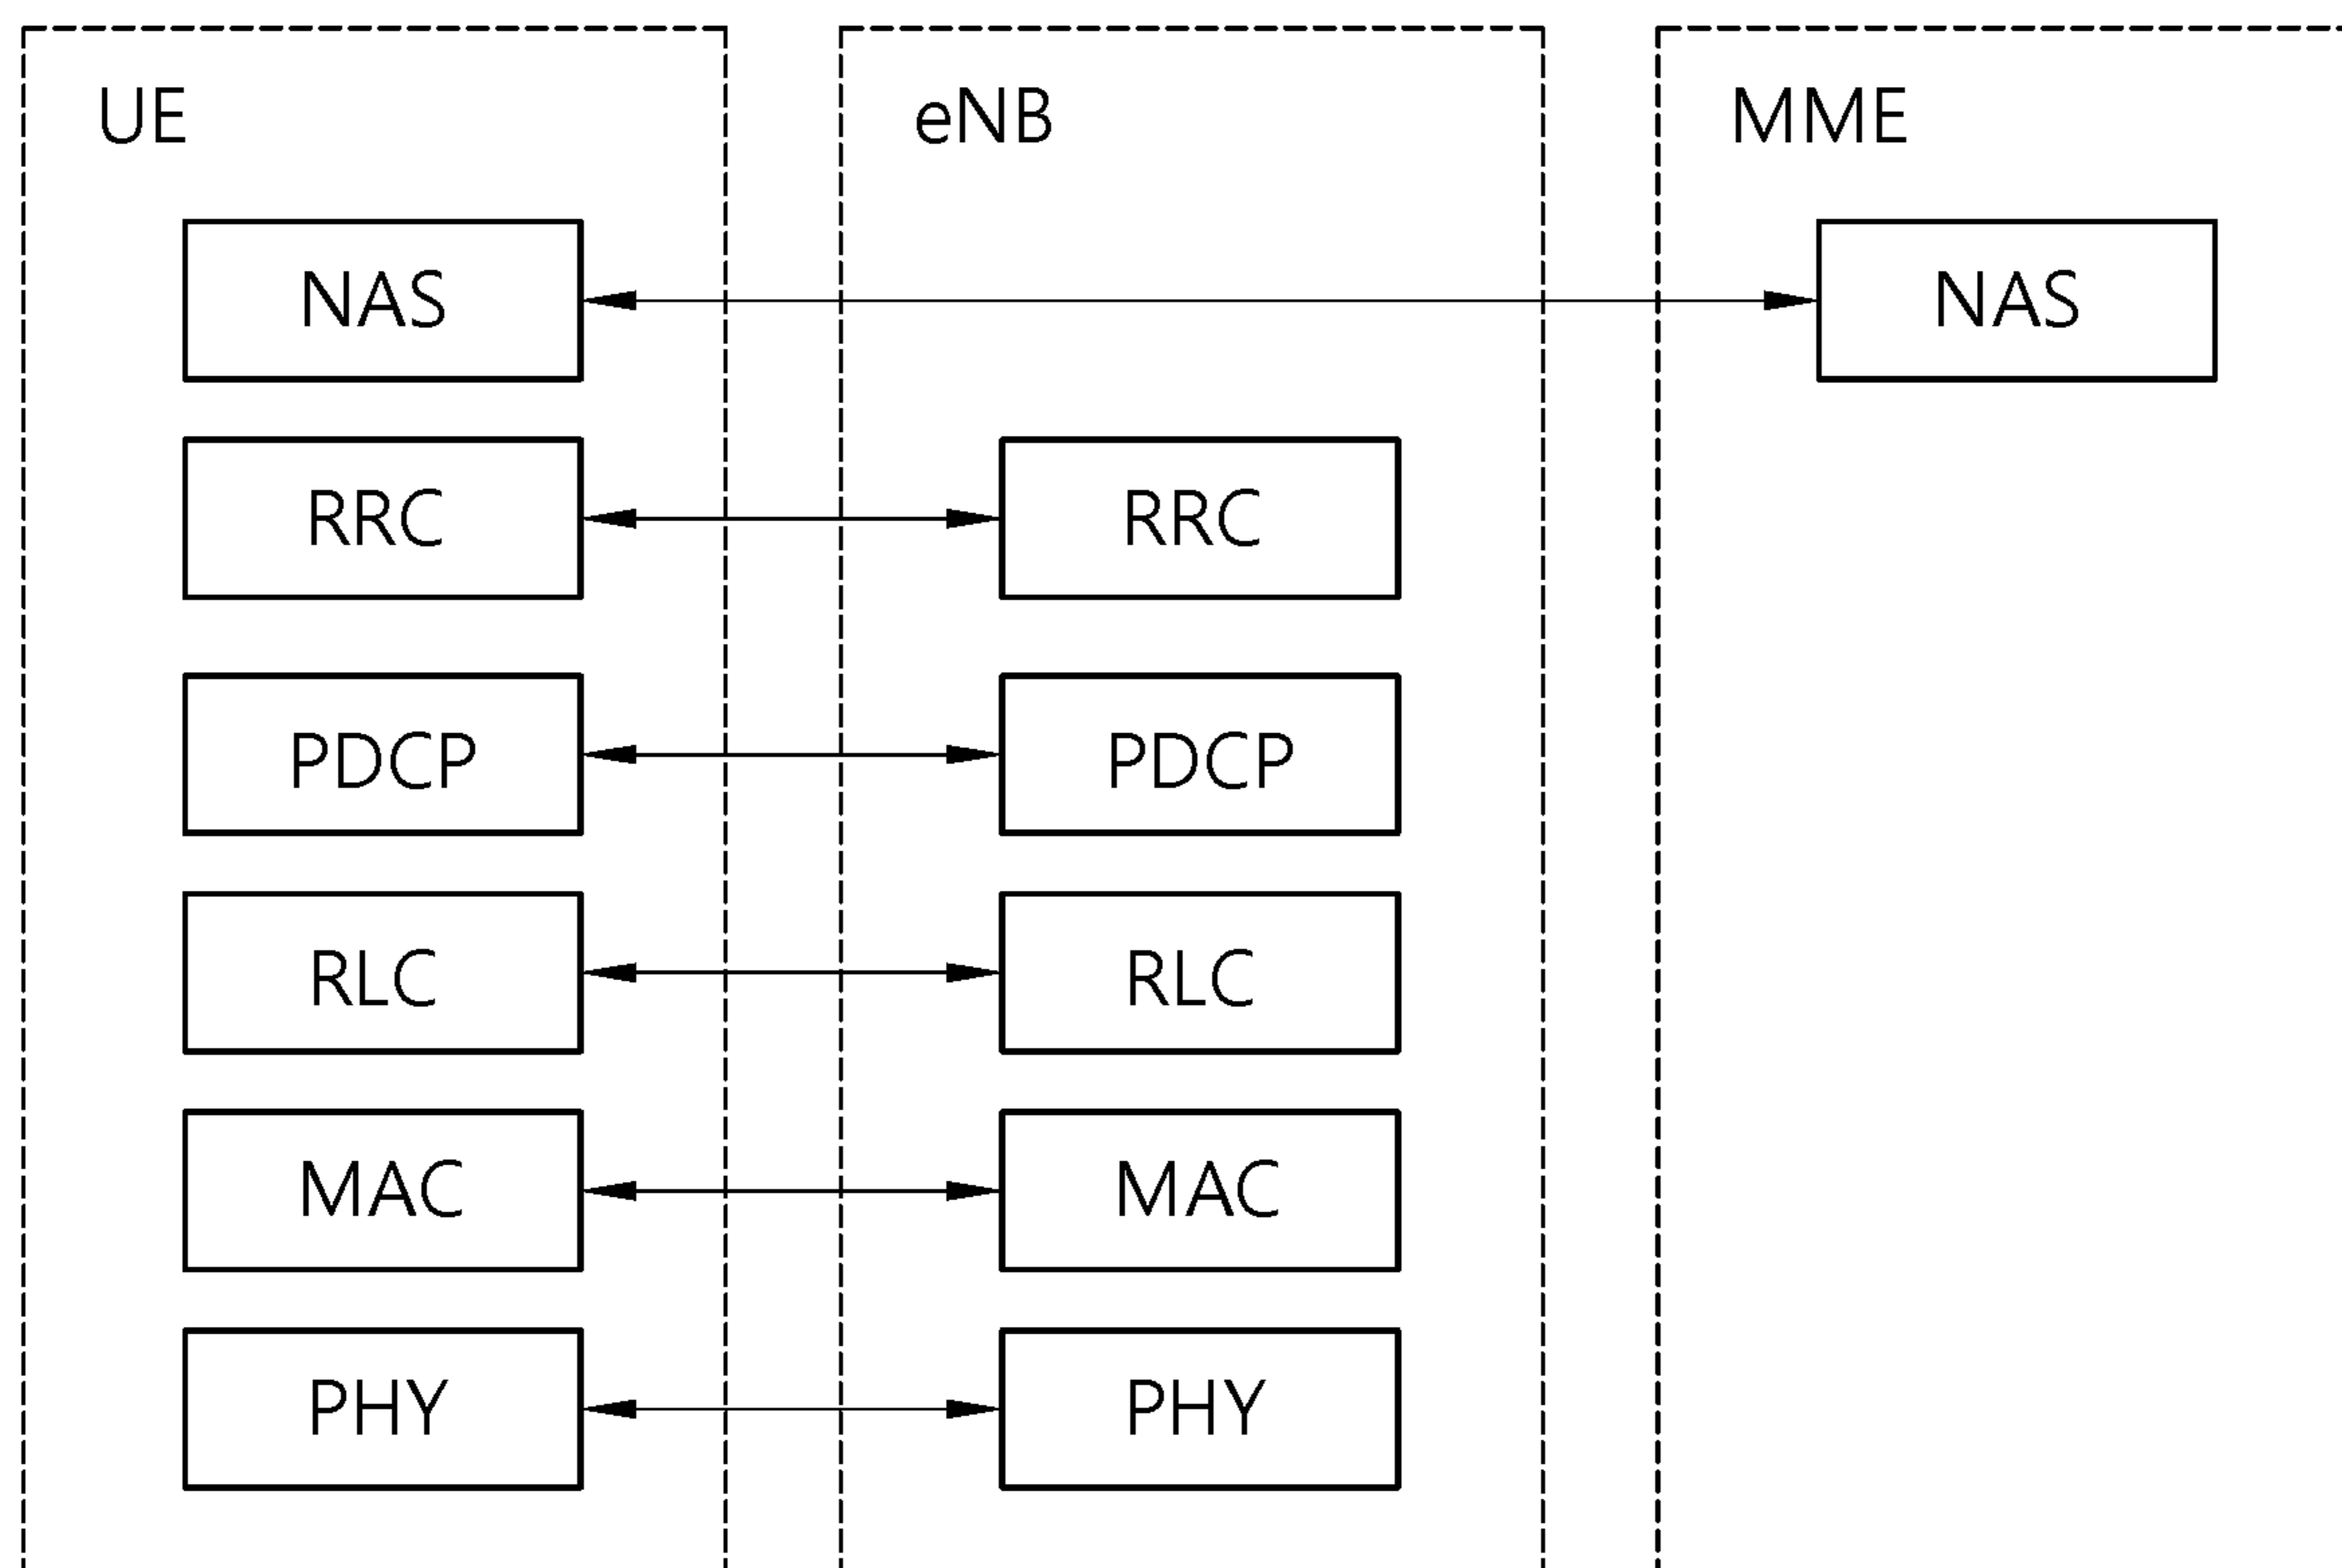 UE
eNB
MME
NAS
NAS
RRC
RRC
PDCP
PDCP
RLC
RLC
MAC
MAC
PHY
PHY